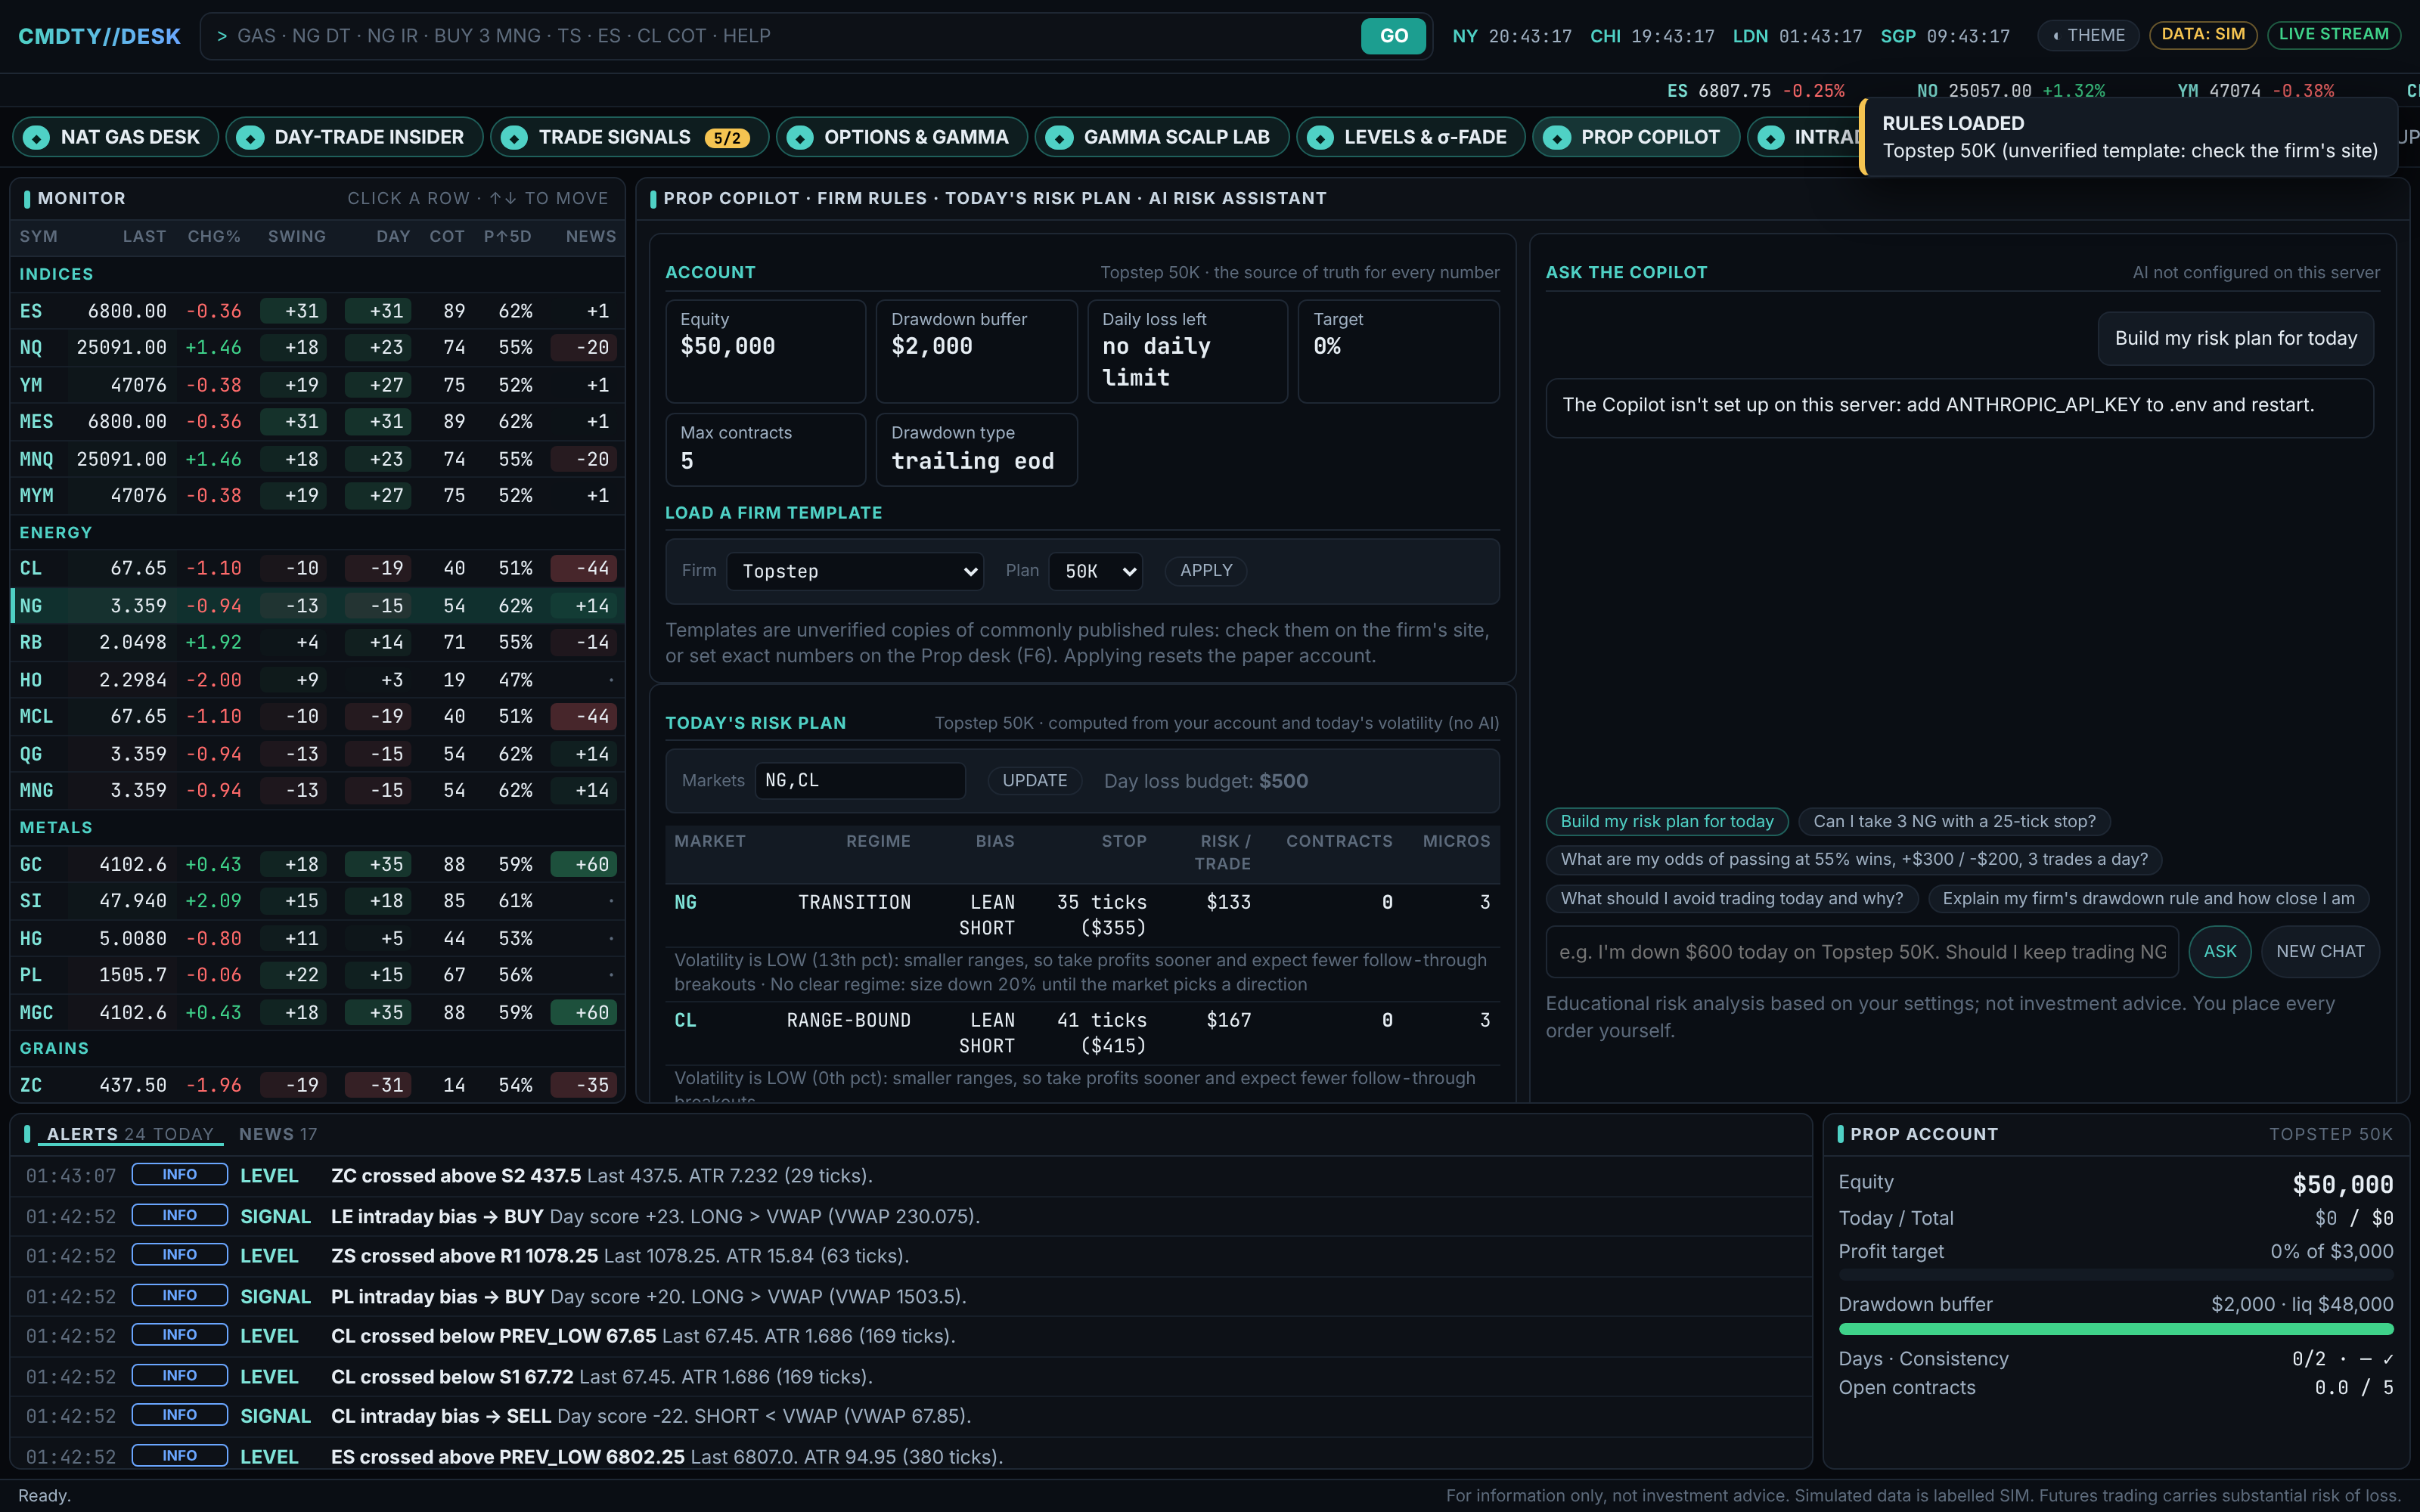 CMDTY//DESK
> GAS · NG DT · NG IR · BUY 3 MNG · TS · ES · CL COT · HELP
GO
NY 20:43:17 CHI 19:43:17 LDN 01:43:17 SGP 09:43:17
THEME
DATA: SIM
LIVE STREAM
ES 6807.75 -0.25% NQ 25057.00 +1.32% YM 47074 -0.38%
NAT GAS DESK
DAY-TRADE INSIDER
TRADE SIGNALS 5/2
OPTIONS & GAMMA
GAMMA SCALP LAB
LEVELS & σ-FADE
PROP COPILOT
RULES LOADED
Topstep 50K (unverified template: check the firm's site)
MONITOR CLICK A ROW · ↑↓ TO MOVE
SYM LAST CHG% SWING DAY COT P↑5D NEWS
INDICES
ES 6800.00 -0.36 +31 +31 89 62% +1
NQ 25091.00 +1.46 +18 +23 74 55% -20
YM 47076 -0.38 +19 +27 75 52% +1
MES 6800.00 -0.36 +31 +31 89 62% +1
MNQ 25091.00 +1.46 +18 +23 74 55% -20
MYM 47076 -0.38 +19 +27 75 52% +1
ENERGY
CL 67.65 -1.10 -10 -19 40 51% -44
NG 3.359 -0.94 -13 -15 54 62% +14
RB 2.0498 +1.92 +4 +14 71 55% -14
HO 2.2984 -2.00 +9 +3 19 47% ·
MCL 67.65 -1.10 -10 -19 40 51% -44
QG 3.359 -0.94 -13 -15 54 62% +14
MNG 3.359 -0.94 -13 -15 54 62% +14
METALS
GC 4102.6 +0.43 +18 +35 88 59% +60
SI 47.940 +2.09 +15 +18 85 61% ·
HG 5.0080 -0.80 +11 +5 44 53% ·
PL 1505.7 -0.06 +22 +15 67 56% ·
MGC 4102.6 +0.43 +18 +35 88 59% +60
GRAINS
ZC 437.50 -1.96 -19 -31 14 54% -35
PROP COPILOT · FIRM RULES · TODAY'S RISK PLAN · AI RISK ASSISTANT
ACCOUNT Topstep 50K · the source of truth for every number
Equity
$50,000
Drawdown buffer
$2,000
Daily loss left
no daily
limit
Target
0%
Max contracts
5
Drawdown type
trailing eod
LOAD A FIRM TEMPLATE
Firm Topstep Plan 50K APPLY
Templates are unverified copies of commonly published rules: check them on the firm's site,
or set exact numbers on the Prop desk (F6). Applying resets the paper account.
TODAY'S RISK PLAN Topstep 50K · computed from your account and today's volatility (no AI)
Markets NG,CL UPDATE Day loss budget: $500
MARKET REGIME BIAS STOP RISK / TRADE CONTRACTS MICROS
NG TRANSITION LEAN SHORT 35 ticks ($355) $133 0 3
Volatility is LOW (13th pct): smaller ranges, so take profits sooner and expect fewer follow-through
breakouts · No clear regime: size down 20% until the market picks a direction
CL RANGE-BOUND LEAN SHORT 41 ticks ($415) $167 0 3
Volatility is LOW (0th pct): smaller ranges, so take profits sooner and expect fewer follow-through
breakouts
ASK THE COPILOT AI not configured on this server
Build my risk plan for today
The Copilot isn't set up on this server: add ANTHROPIC_API_KEY to .env and restart.
Build my risk plan for today
Can I take 3 NG with a 25-tick stop?
What are my odds of passing at 55% wins, +$300 / -$200, 3 trades a day?
What should I avoid trading today and why?
Explain my firm's drawdown rule and how close I am
e.g. I'm down $600 today on Topstep 50K. Should I keep trading NG
ASK
NEW CHAT
Educational risk analysis based on your settings; not investment advice. You place every
order yourself.
ALERTS 24 TODAY NEWS 17
01:43:07 INFO LEVEL ZC crossed above S2 437.5 Last 437.5. ATR 7.232 (29 ticks).
01:42:52 INFO SIGNAL LE intraday bias → BUY Day score +23. LONG > VWAP (VWAP 230.075).
01:42:52 INFO LEVEL ZS crossed above R1 1078.25 Last 1078.25. ATR 15.84 (63 ticks).
01:42:52 INFO SIGNAL PL intraday bias → BUY Day score +20. LONG > VWAP (VWAP 1503.5).
01:42:52 INFO LEVEL CL crossed below PREV_LOW 67.65 Last 67.45. ATR 1.686 (169 ticks).
01:42:52 INFO LEVEL CL crossed below S1 67.72 Last 67.45. ATR 1.686 (169 ticks).
01:42:52 INFO SIGNAL CL intraday bias → SELL Day score -22. SHORT < VWAP (VWAP 67.85).
01:42:52 INFO LEVEL ES crossed above PREV_LOW 6802.25 Last 6807.0. ATR 94.95 (380 ticks).
PROP ACCOUNT TOPSTEP 50K
Equity $50,000
Today / Total $0 / $0
Profit target 0% of $3,000
Drawdown buffer $2,000 · liq $48,000
Days · Consistency 0/2 · — ✓
Open contracts 0.0 / 5
Ready.
For information only, not investment advice. Simulated data is labelled SIM. Futures trading carries substantial risk of loss.